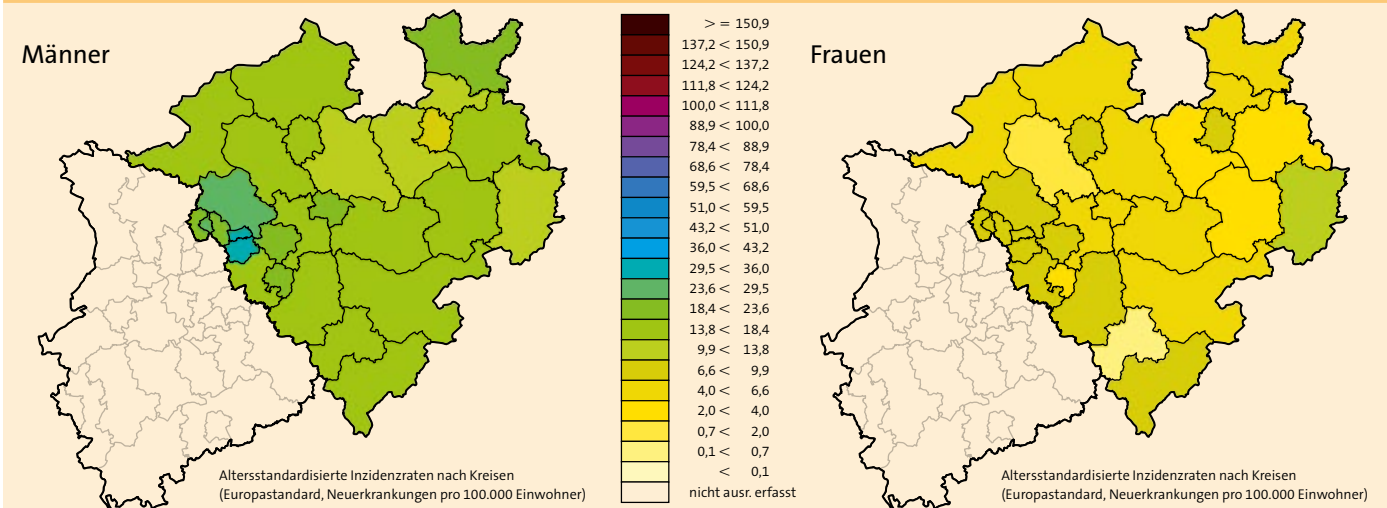 Männer
Altersstandardisierte Inzidenzraten nach Kreisen
(Europastandard, Neuerkrankungen pro 100.000 Einwohner)
> = 150,9
137,2 < 150,9
124,2 < 137,2
111,8 < 124,2
100,0 < 111,8
88,9 < 100,0
78,4 < 88,9
68,6 < 78,4
59,5 < 68,6
51,0 < 59,5
43,2 < 51,0
36,0 < 43,2
29,5 < 36,0
23,6 < 29,5
18,4 < 23,6
13,8 < 18,4
9,9 < 13,8
6,6 < 9,9
4,0 < 6,6
2,0 < 4,0
0,7 < 2,0
0,1 < 0,7
< 0,1
nicht ausr. erfasst
Frauen
Altersstandardisierte Inzidenzraten nach Kreisen
(Europastandard, Neuerkrankungen pro 100.000 Einwohner)